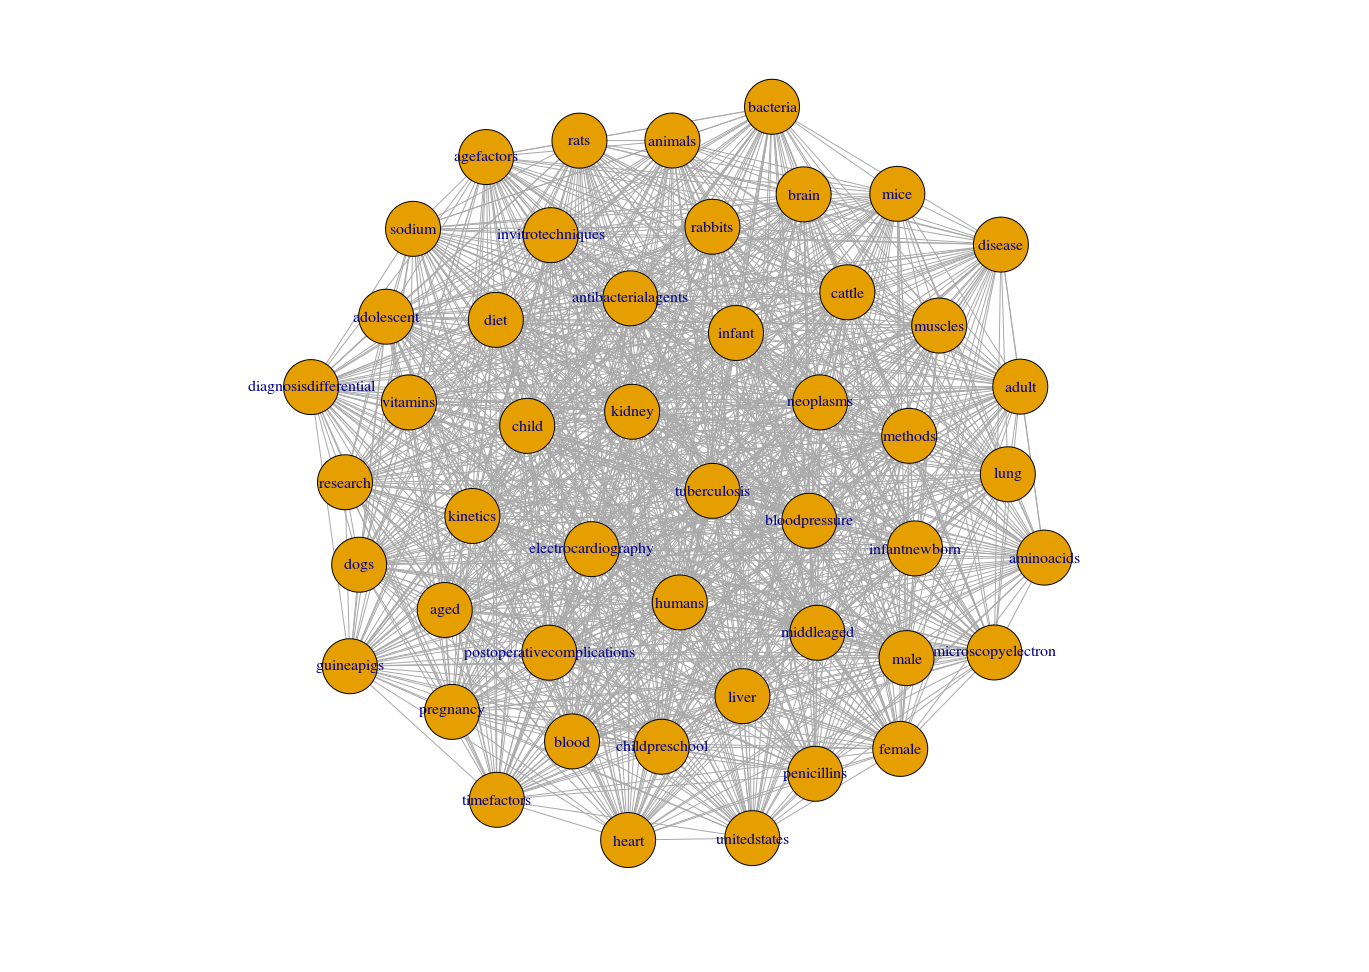 bacteria
rats
animals
agefactors
brain
mice
sodium
invitrotechniques
rabbits
disease
cattle
antibacterialagents
adolescent
diet
infant
muscles
diagnosisdifferential
vitamins
adult
neoplasms
kidney
child
methods
research
lung
tuberculosis
kinetics
bloodpressure
electrocardiography
infantnewborn
aminoacids
dogs
humans
aged
middleaged
postoperativecomplications
male
microscopyelectron
guineapigs
liver
pregnancy
blood
childpreschool
female
penicillins
timefactors
heart
unitedstates